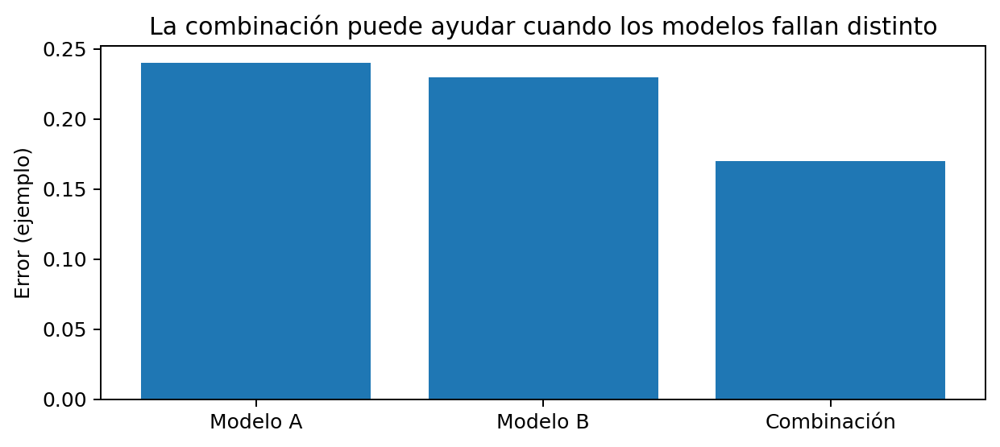 La combinación puede ayudar cuando los modelos fallan distinto
Error (ejemplo)
0.25
0.20
0.15
0.10
0.05
0.00
Modelo A
Modelo B
Combinación